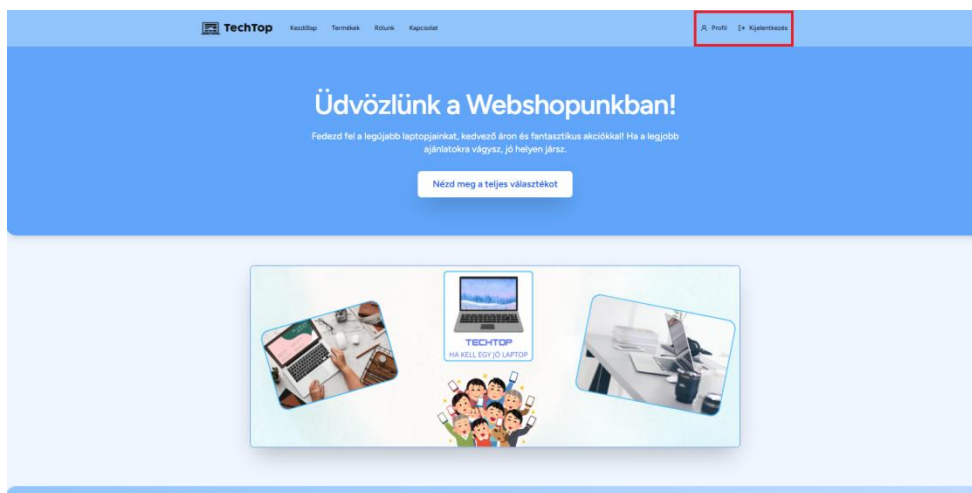 TechTop
Kezdőlap Termékek Rólunk Kapcsolat
Profil Kijelentkezés
Üdvözlünk a Webshopunkban!
Fedezd fel a legújabb laptopjainkat, kedvező áron és fantasztikus akciókkal! Ha a legjobb
ajánlatokra vágysz, jó helyen jársz.
Nézd meg a teljes választékot
TECHTOP
HA KELL EGY JÓ LAPTOP